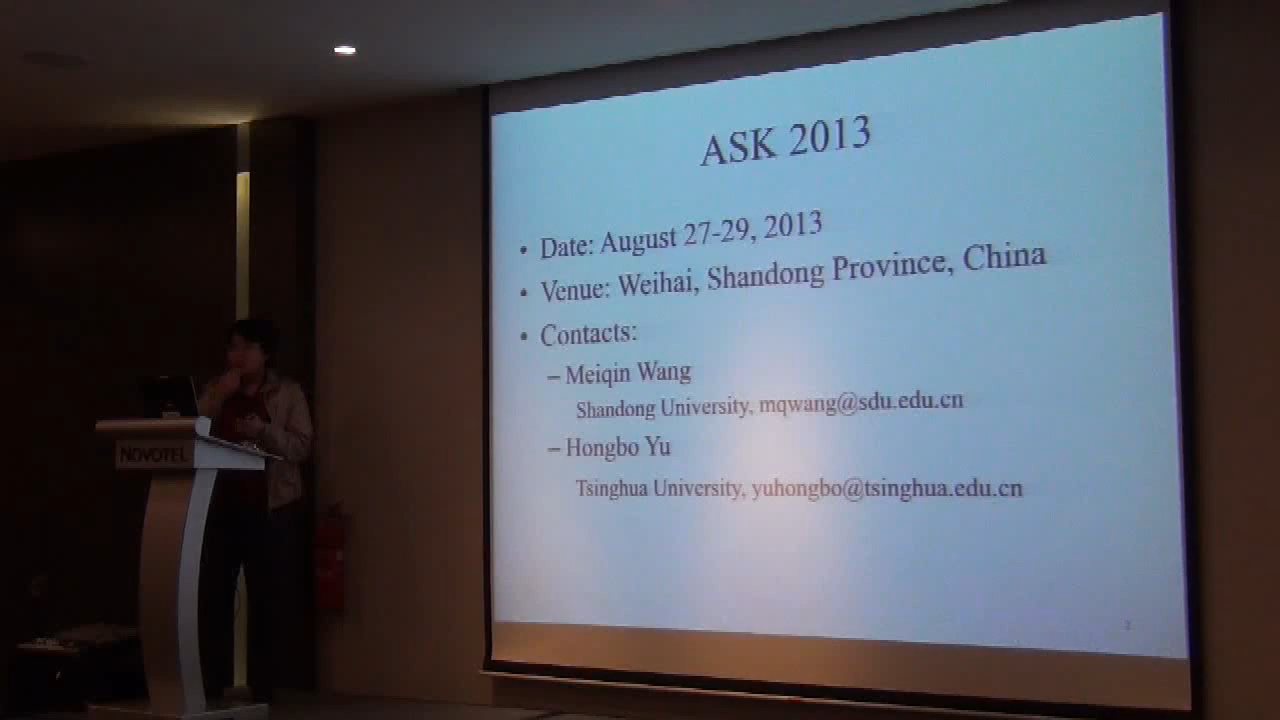 ASK 2013
• Date: August 27-29, 2013
• Venue: Weihai, Shandong Province, China
• Contacts:
– Meiqin Wang
Shandong University, mqwang@sdu.edu.cn
– Hongbo Yu
Tsinghua University, yuhongbo@tsinghua.edu.cn
NOVOTEL